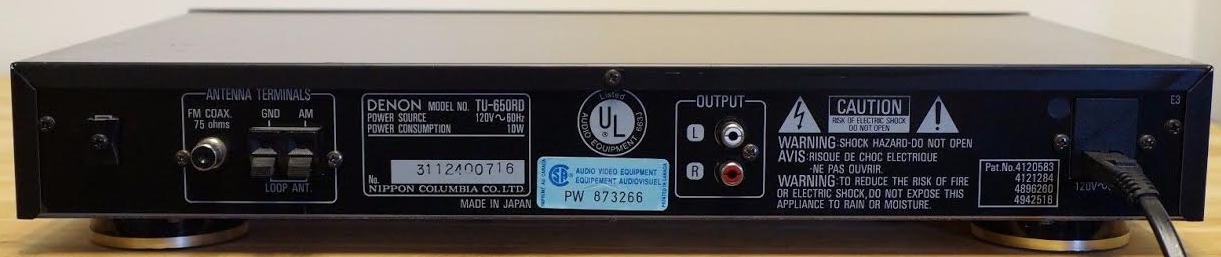 ANTENNA TERMINALS
FM COAX.
75 ohms
GND AM
LOOP ANT.
DENON MODEL NO. TU-650RD
POWER SOURCE 120V~60Hz
POWER CONSUMPTION 10W
No. 3112400716
NIPPON COLUMBIA CO.LTD.
MADE IN JAPAN
Listed
UL
®
AUDIO EQUIPMENT 66J3
AUDIO VIDEO EQUIPMENT
EQUIPEMENT AUDIOVISUEL
PW 873266
OUTPUT
L
R
CAUTION
RISK OF ELECTRIC SHOCK
DO NOT OPEN
WARNING:SHOCK HAZARD-DO NOT OPEN
AVIS:RISQUE DE CHOC ELECTRIQUE
-NE PAS OUVRIR.
WARNING:TO REDUCE THE RISK OF FIRE
OR ELECTRIC SHOCK,DO NOT EXPOSE THIS
APPLIANCE TO RAIN OR MOISTURE.
Pat.No.4120583
4121284
4896260
4942516
E3
120V~